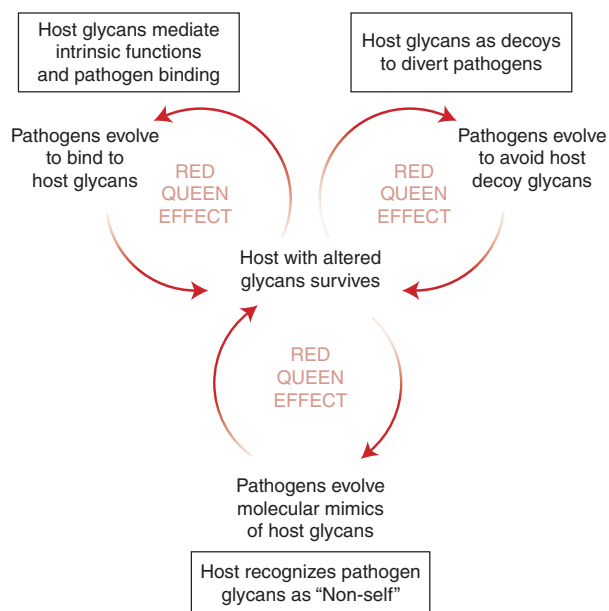 Host glycans mediate
intrinsic functions
and pathogen binding
Host glycans as decoys
to divert pathogens
Pathogens evolve
to bind to
host glycans
RED
QUEEN
EFFECT
RED
QUEEN
EFFECT
Pathogens evolve
to avoid host
decoy glycans
Host with altered
glycans survives
RED
QUEEN
EFFECT
Pathogens evolve
molecular mimics
of host glycans
Host recognizes pathogen
glycans as “Non-self”